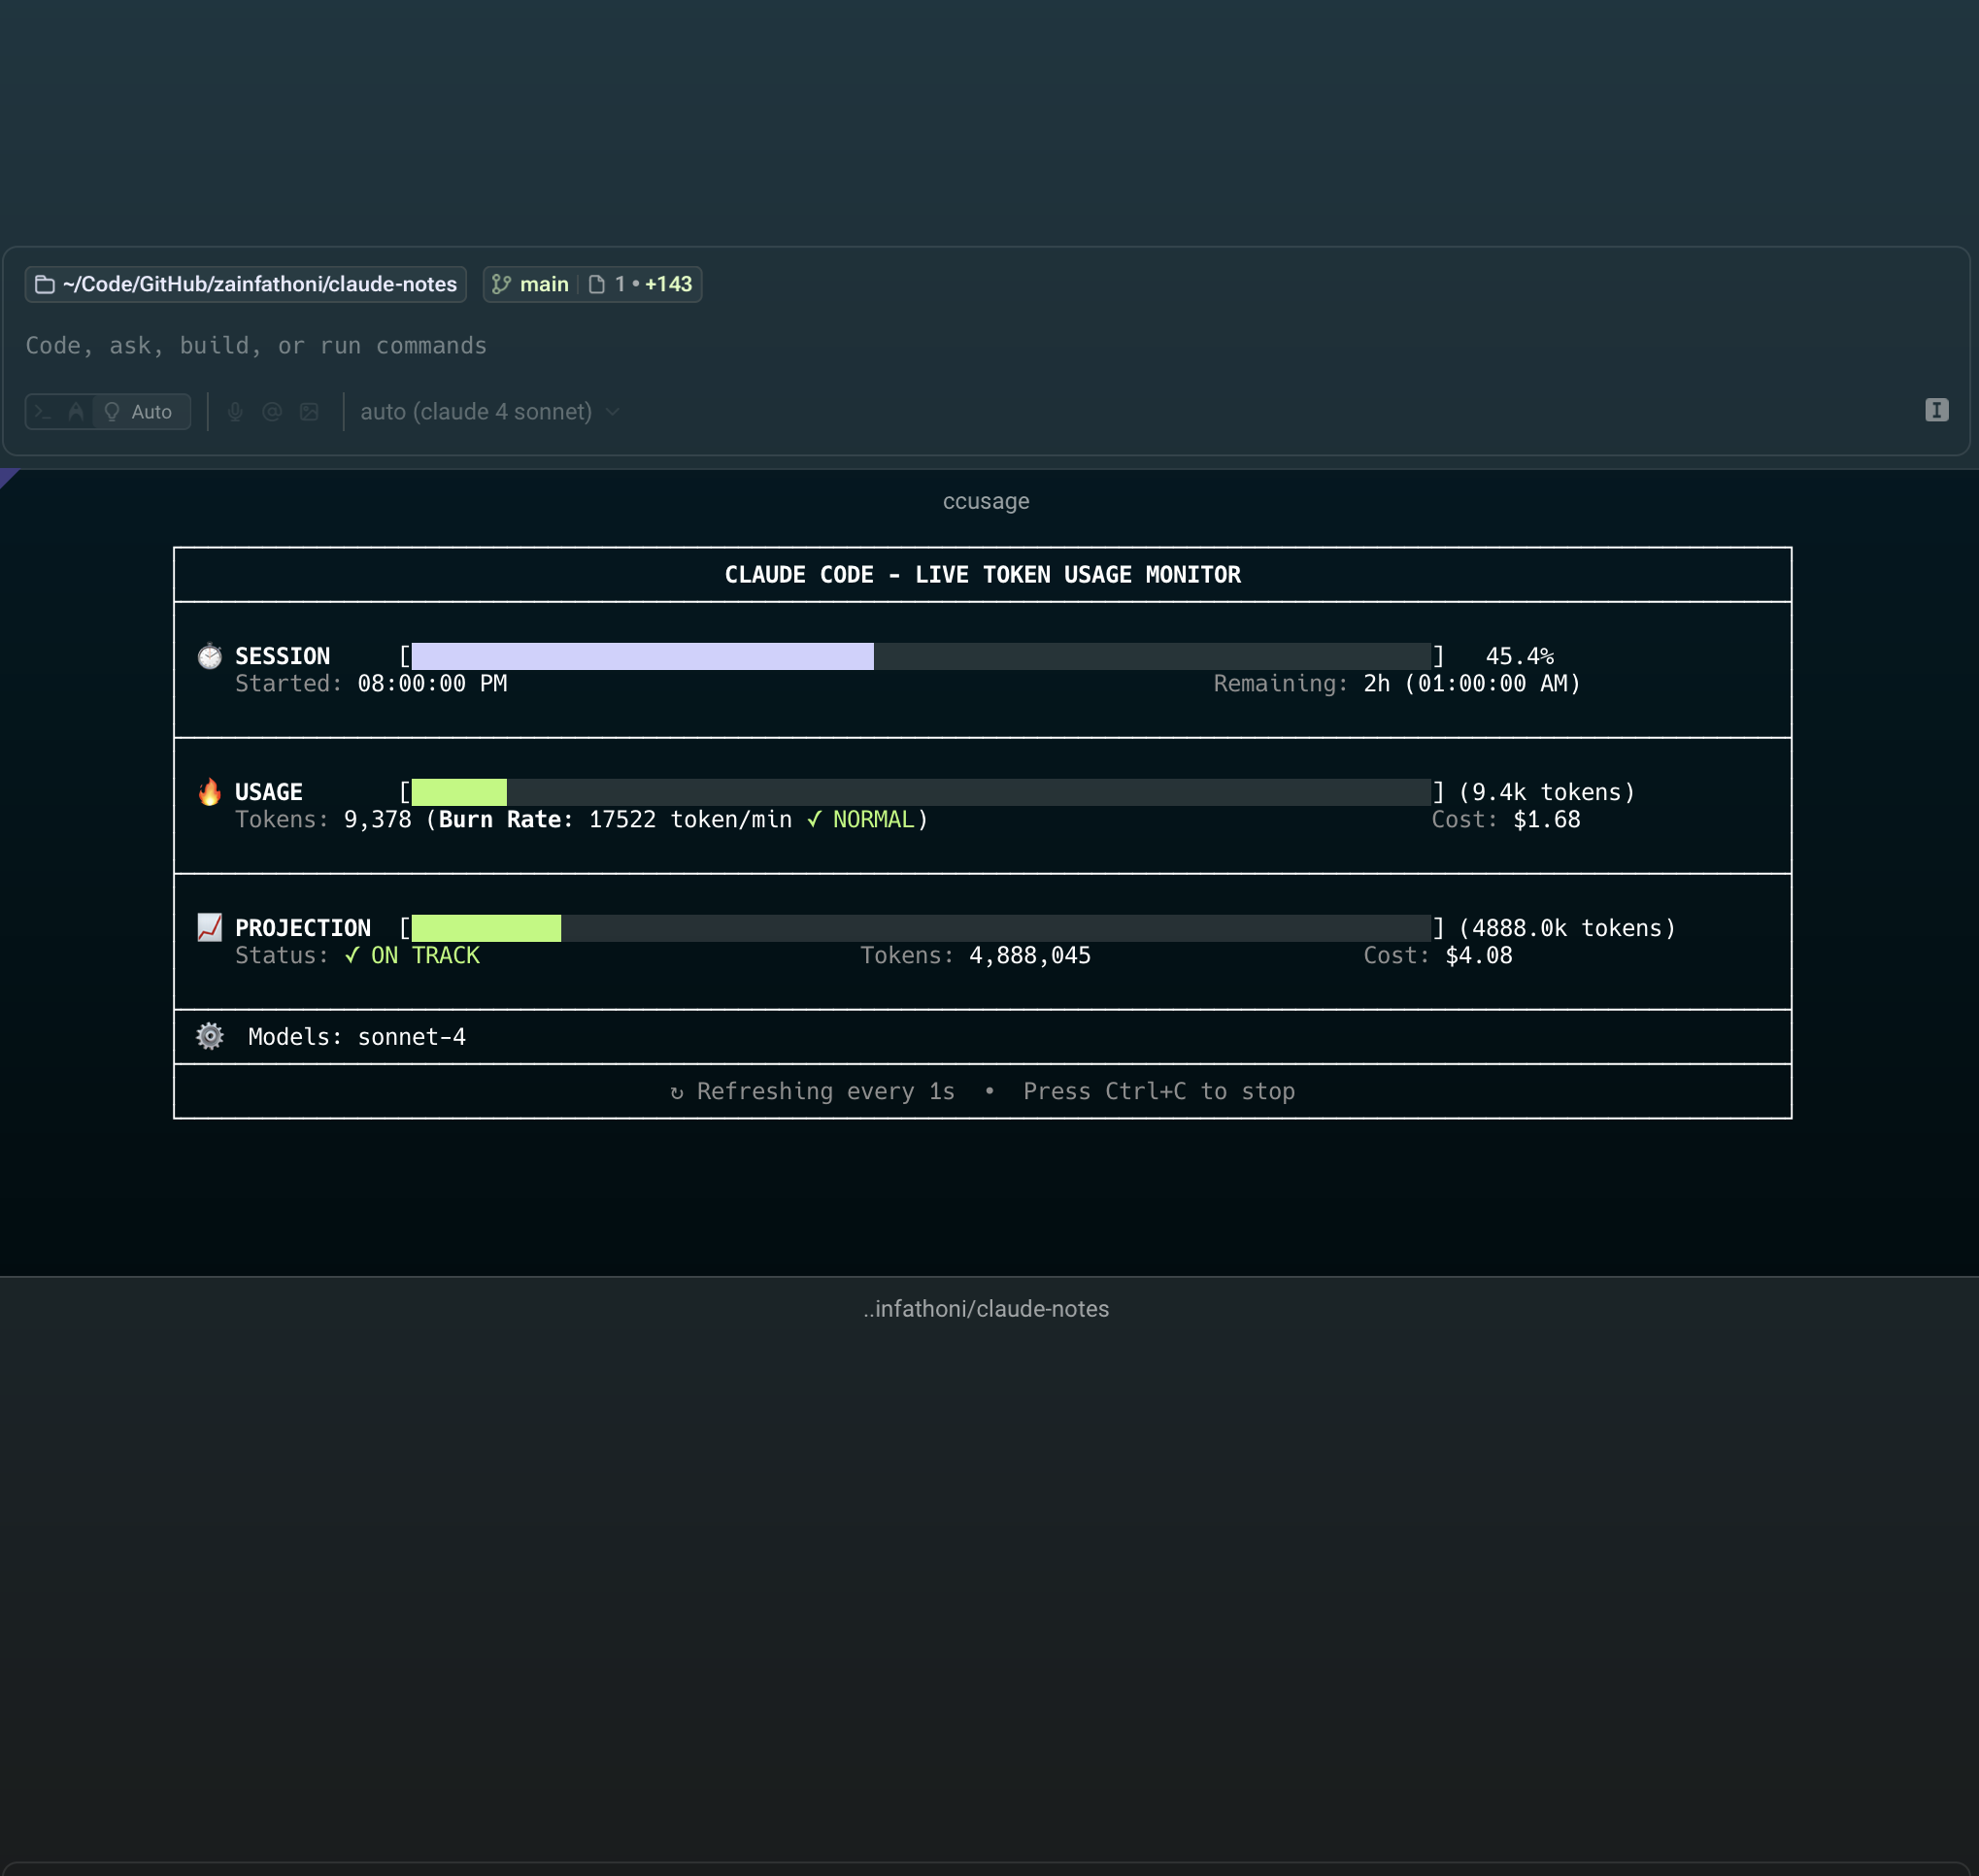 ~/Code/GitHub/zainfathoni/claude-notes main 1 • +143
Code, ask, build, or run commands
Auto auto (claude 4 sonnet)
ccusage
CLAUDE CODE - LIVE TOKEN USAGE MONITOR
SESSION [ ] 45.4%
Started: 08:00:00 PM Remaining: 2h (01:00:00 AM)
USAGE [ ] (9.4k tokens)
Tokens: 9,378 (Burn Rate: 17522 token/min ✓ NORMAL) Cost: $1.68
PROJECTION [ ] (4888.0k tokens)
Status: ✓ ON TRACK Tokens: 4,888,045 Cost: $4.08
Models: sonnet-4
↻ Refreshing every 1s • Press Ctrl+C to stop
..infathoni/claude-notes